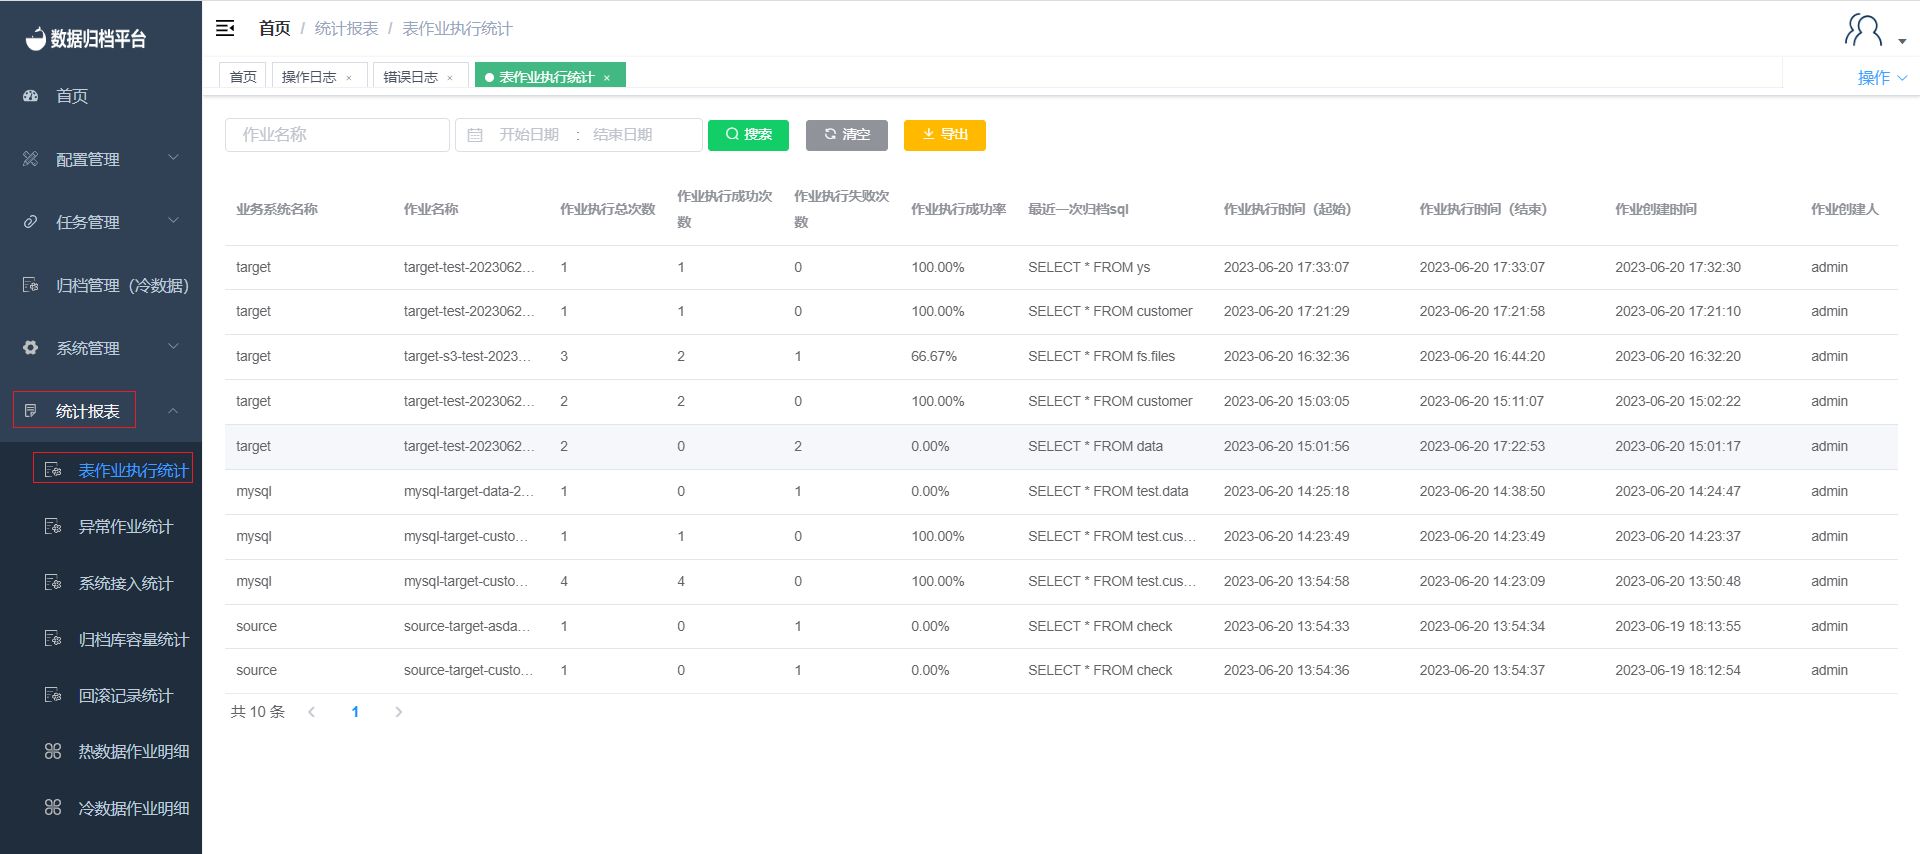 数据归档平台
首页
配置管理
任务管理
归档管理（冷数据)
系统管理
统计报表
表作业执行统计
异常作业统计
系统接入统计
归档库容量统计
回滚记录统计
热数据作业明细
冷数据作业明细
首页 / 统计报表 / 表作业执行统计
首页 操作日志 × 错误日志 × 表作业执行统计 × 操作
作业名称 开始日期 : 结束日期 搜索 清空 导出
业务系统名称 作业名称 作业执行总次数 作业执行成功次数 作业执行失败次数 作业执行成功率 最近一次归档sql 作业执行时间（起始） 作业执行时间（结束） 作业创建时间 作业创建人
target target-test-2023062... 1 1 0 100.00% SELECT * FROM ys 2023-06-20 17:33:07 2023-06-20 17:33:07 2023-06-20 17:32:30 admin
target target-test-2023062... 1 1 0 100.00% SELECT * FROM customer 2023-06-20 17:21:29 2023-06-20 17:21:58 2023-06-20 17:21:10 admin
target target-s3-test-2023... 3 2 1 66.67% SELECT * FROM fs.files 2023-06-20 16:32:36 2023-06-20 16:44:20 2023-06-20 16:32:20 admin
target target-test-2023062... 2 2 0 100.00% SELECT * FROM customer 2023-06-20 15:03:05 2023-06-20 15:11:07 2023-06-20 15:02:22 admin
target target-test-2023062... 2 0 2 0.00% SELECT * FROM data 2023-06-20 15:01:56 2023-06-20 17:22:53 2023-06-20 15:01:17 admin
mysql mysql-target-data-2... 1 0 1 0.00% SELECT * FROM test.data 2023-06-20 14:25:18 2023-06-20 14:38:50 2023-06-20 14:24:47 admin
mysql mysql-target-custo... 1 1 0 100.00% SELECT * FROM test.cus... 2023-06-20 14:23:49 2023-06-20 14:23:49 2023-06-20 14:23:37 admin
mysql mysql-target-custo... 4 4 0 100.00% SELECT * FROM test.cus... 2023-06-20 13:54:58 2023-06-20 14:23:09 2023-06-20 13:50:48 admin
source source-target-asda... 1 0 1 0.00% SELECT * FROM check 2023-06-20 13:54:33 2023-06-20 13:54:34 2023-06-19 18:13:55 admin
source source-target-custo... 1 0 1 0.00% SELECT * FROM check 2023-06-20 13:54:36 2023-06-20 13:54:37 2023-06-19 18:12:54 admin
共 10 条 1